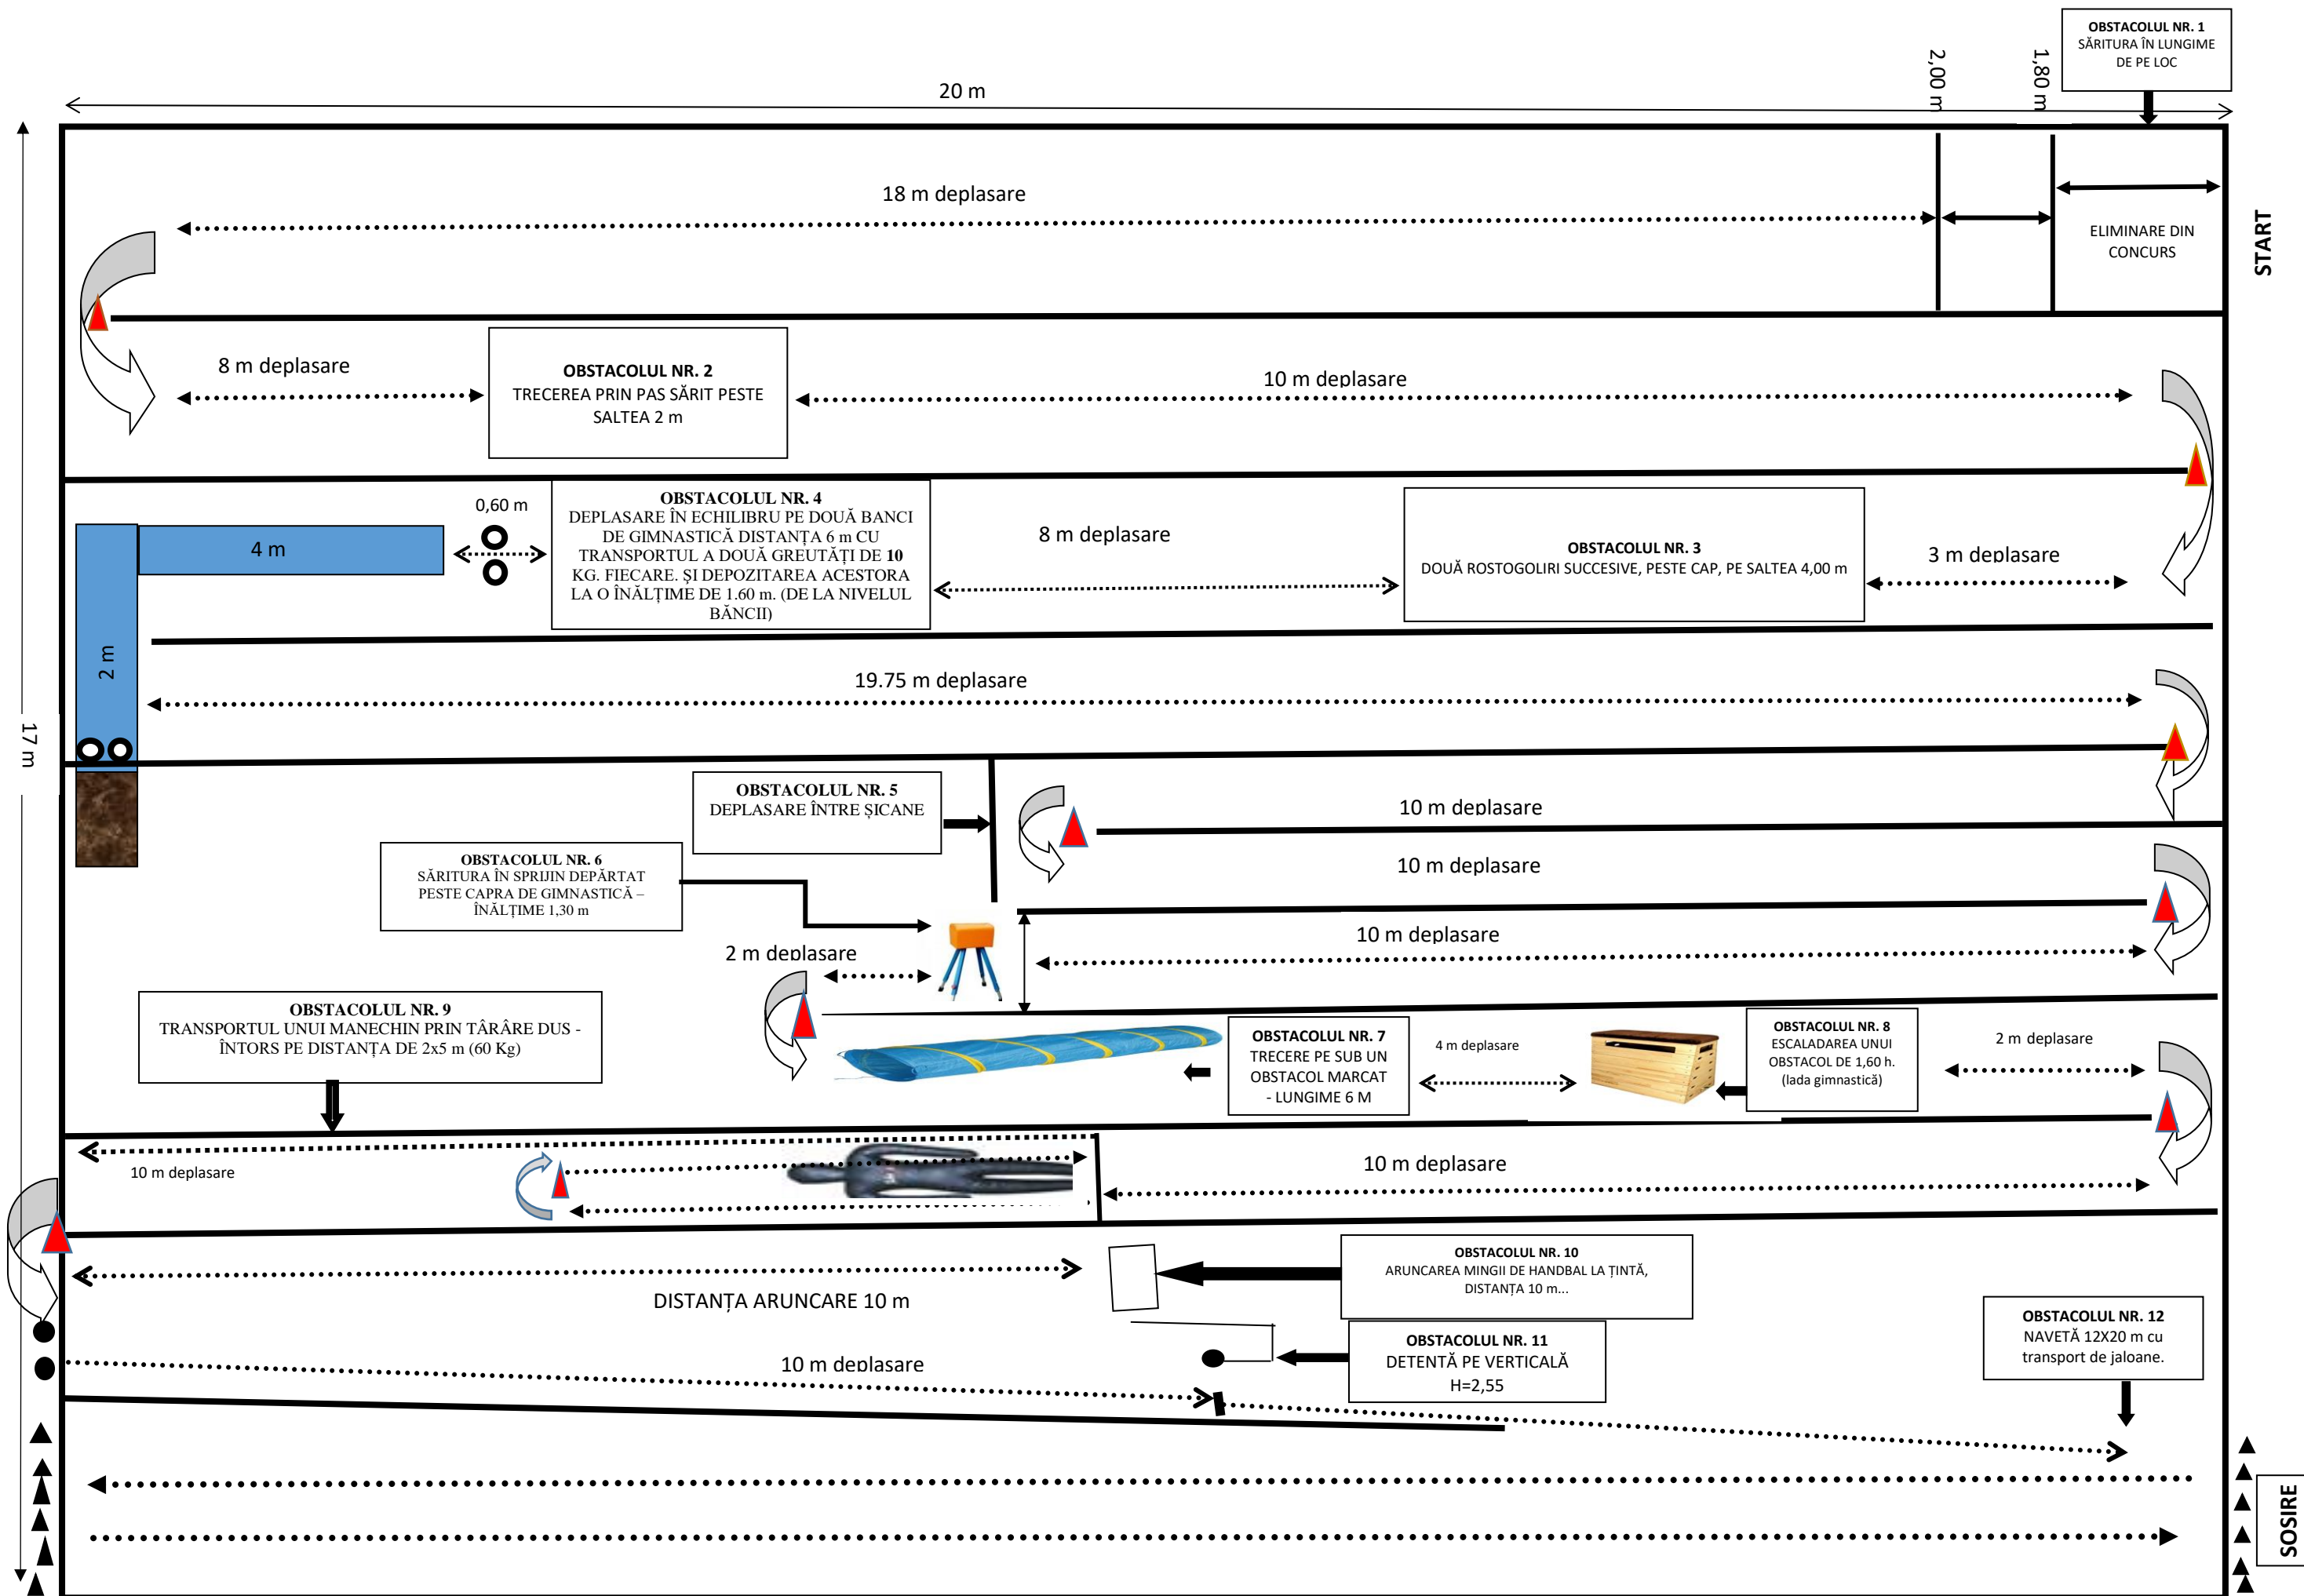 OBSTACOLUL NR. 1
SĂRITURA ÎN LUNGIME
DE PE LOC
2,00 m
1,80 m
20 m
18 m deplasare
ELIMINARE DIN
CONCURS
START
8 m deplasare
OBSTACOLUL NR. 2
TRECEREA PRIN PAS SĂRIT PESTE
SALTEA 2 m
10 m deplasare
4 m
0,60 m
OBSTACOLUL NR. 4
DEPLASARE ÎN ECHILIBRU PE DOUĂ BANCI
DE GIMNASTICĂ DISTANȚA 6 m CU
TRANSPORTUL A DOUĂ GREUTĂȚI DE 10
KG. FIECARE. ȘI DEPOZITAREA ACESTORA
LA O ÎNĂLȚIME DE 1.60 m. (DE LA NIVELUL
BĂNCII)
8 m deplasare
OBSTACOLUL NR. 3
DOUĂ ROSTOGOLIRI SUCCESIVE, PESTE CAP, PE SALTEA 4,00 m
3 m deplasare
2 m
19.75 m deplasare
17 m
OBSTACOLUL NR. 5
DEPLASARE ÎNTRE ȘICANE
10 m deplasare
OBSTACOLUL NR. 6
SĂRITURA ÎN SPRIJIN DEPĂRTAT
PESTE CAPRA DE GIMNASTICĂ –
ÎNĂLȚIME 1,30 m
10 m deplasare
2 m deplasare
10 m deplasare
OBSTACOLUL NR. 9
TRANSPORTUL UNUI MANECHIN PRIN TÂRÂRE DUS -
ÎNTORS PE DISTANȚA DE 2x5 m (60 Kg)
OBSTACOLUL NR. 7
TRECERE PE SUB UN
OBSTACOL MARCAT
- LUNGIME 6 M
4 m deplasare
OBSTACOLUL NR. 8
ESCALADAREA UNUI
OBSTACOL DE 1,60 h.
(lada gimnastică)
2 m deplasare
10 m deplasare
10 m deplasare
DISTANȚA ARUNCARE 10 m
OBSTACOLUL NR. 10
ARUNCAREA MINGII DE HANDBAL LA ȚINTĂ,
DISTANȚA 10 m...
10 m deplasare
OBSTACOLUL NR. 11
DETENTĂ PE VERTICALĂ
H=2,55
OBSTACOLUL NR. 12
NAVETĂ 12X20 m cu
transport de jaloane.
SOSIRE